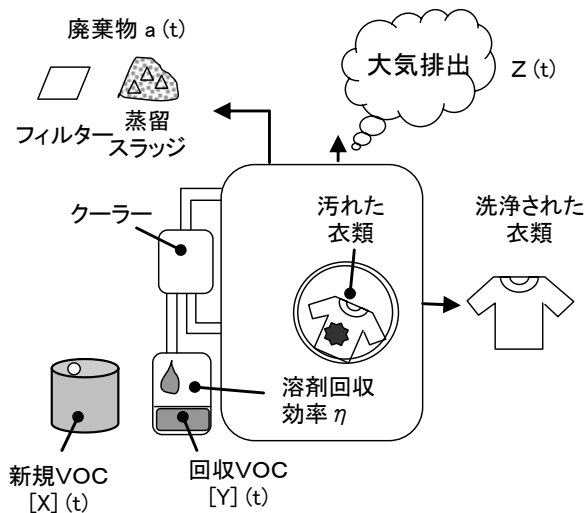 廃棄物 a (t)
フィルター
蒸留
スラッジ
大気排出
Z (t)
クーラー
汚れた
衣類
洗浄された
衣類
溶剤回収
効率 η
新規VOC
[X] (t)
回収VOC
[Y] (t)